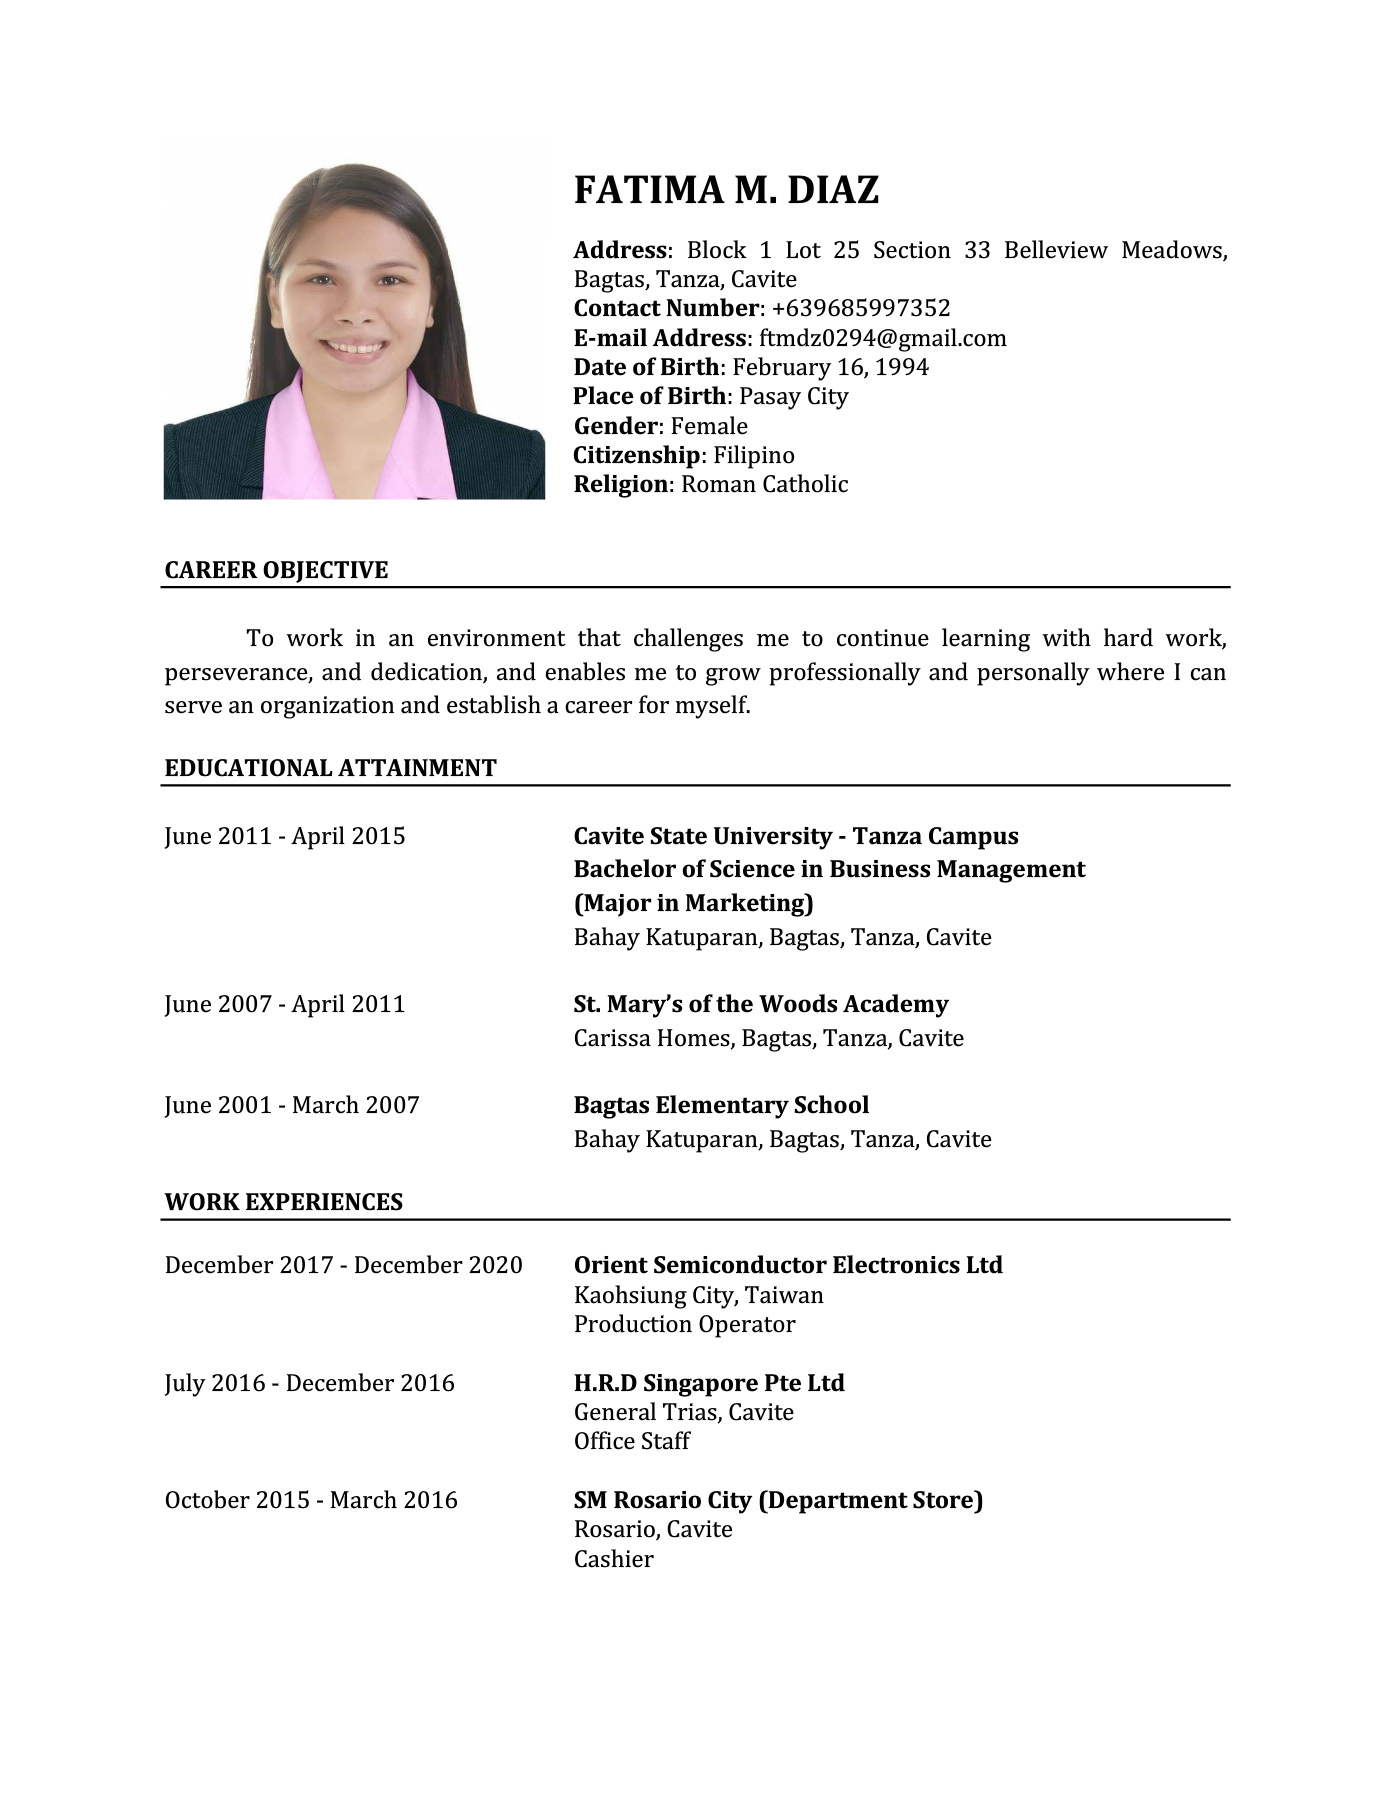 FATIMA M. DIAZ
Address: Block 1 Lot 25 Section 33 Belleview Meadows,
Bagtas, Tanza, Cavite
Contact Number: +639685997352
E-mail Address: ftmdz0294@gmail.com
Date of Birth: February 16, 1994
Place of Birth: Pasay City
Gender: Female
Citizenship: Filipino
Religion: Roman Catholic
CAREER OBJECTIVE
To work in an environment that challenges me to continue learning with hard work,
perseverance, and dedication, and enables me to grow professionally and personally where I can
serve an organization and establish a career for myself.
EDUCATIONAL ATTAINMENT
June 2011 - April 2015 Cavite State University - Tanza Campus
Bachelor of Science in Business Management
(Major in Marketing)
Bahay Katuparan, Bagtas, Tanza, Cavite
June 2007 - April 2011 St. Mary’s of the Woods Academy
Carissa Homes, Bagtas, Tanza, Cavite
June 2001 - March 2007 Bagtas Elementary School
Bahay Katuparan, Bagtas, Tanza, Cavite
WORK EXPERIENCES
December 2017 - December 2020 Orient Semiconductor Electronics Ltd
Kaohsiung City, Taiwan
Production Operator
July 2016 - December 2016 H.R.D Singapore Pte Ltd
General Trias, Cavite
Office Staff
October 2015 - March 2016 SM Rosario City (Department Store)
Rosario, Cavite
Cashier